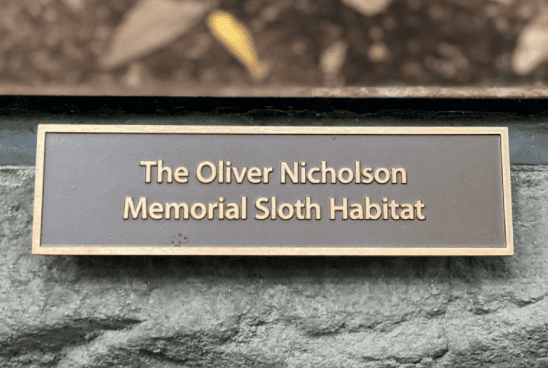 The Oliver Nicholson
Memorial Sloth Habitat